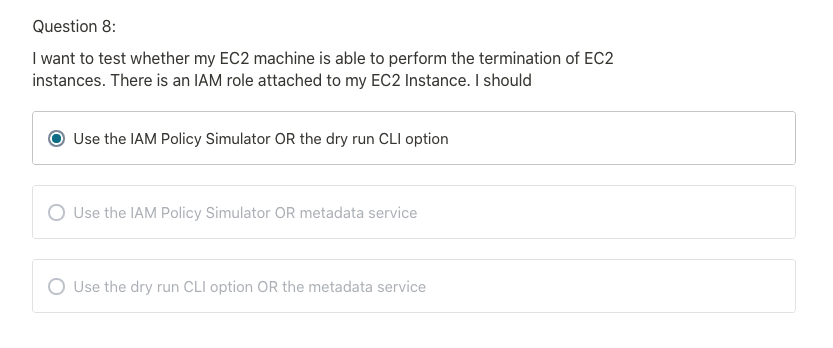 Question 8:
I want to test whether my EC2 machine is able to perform the termination of EC2
instances. There is an IAM role attached to my EC2 Instance. I should
Use the IAM Policy Simulator OR the dry run CLI option
Use the IAM Policy Simulator OR metadata service
Use the dry run CLI option OR the metadata service